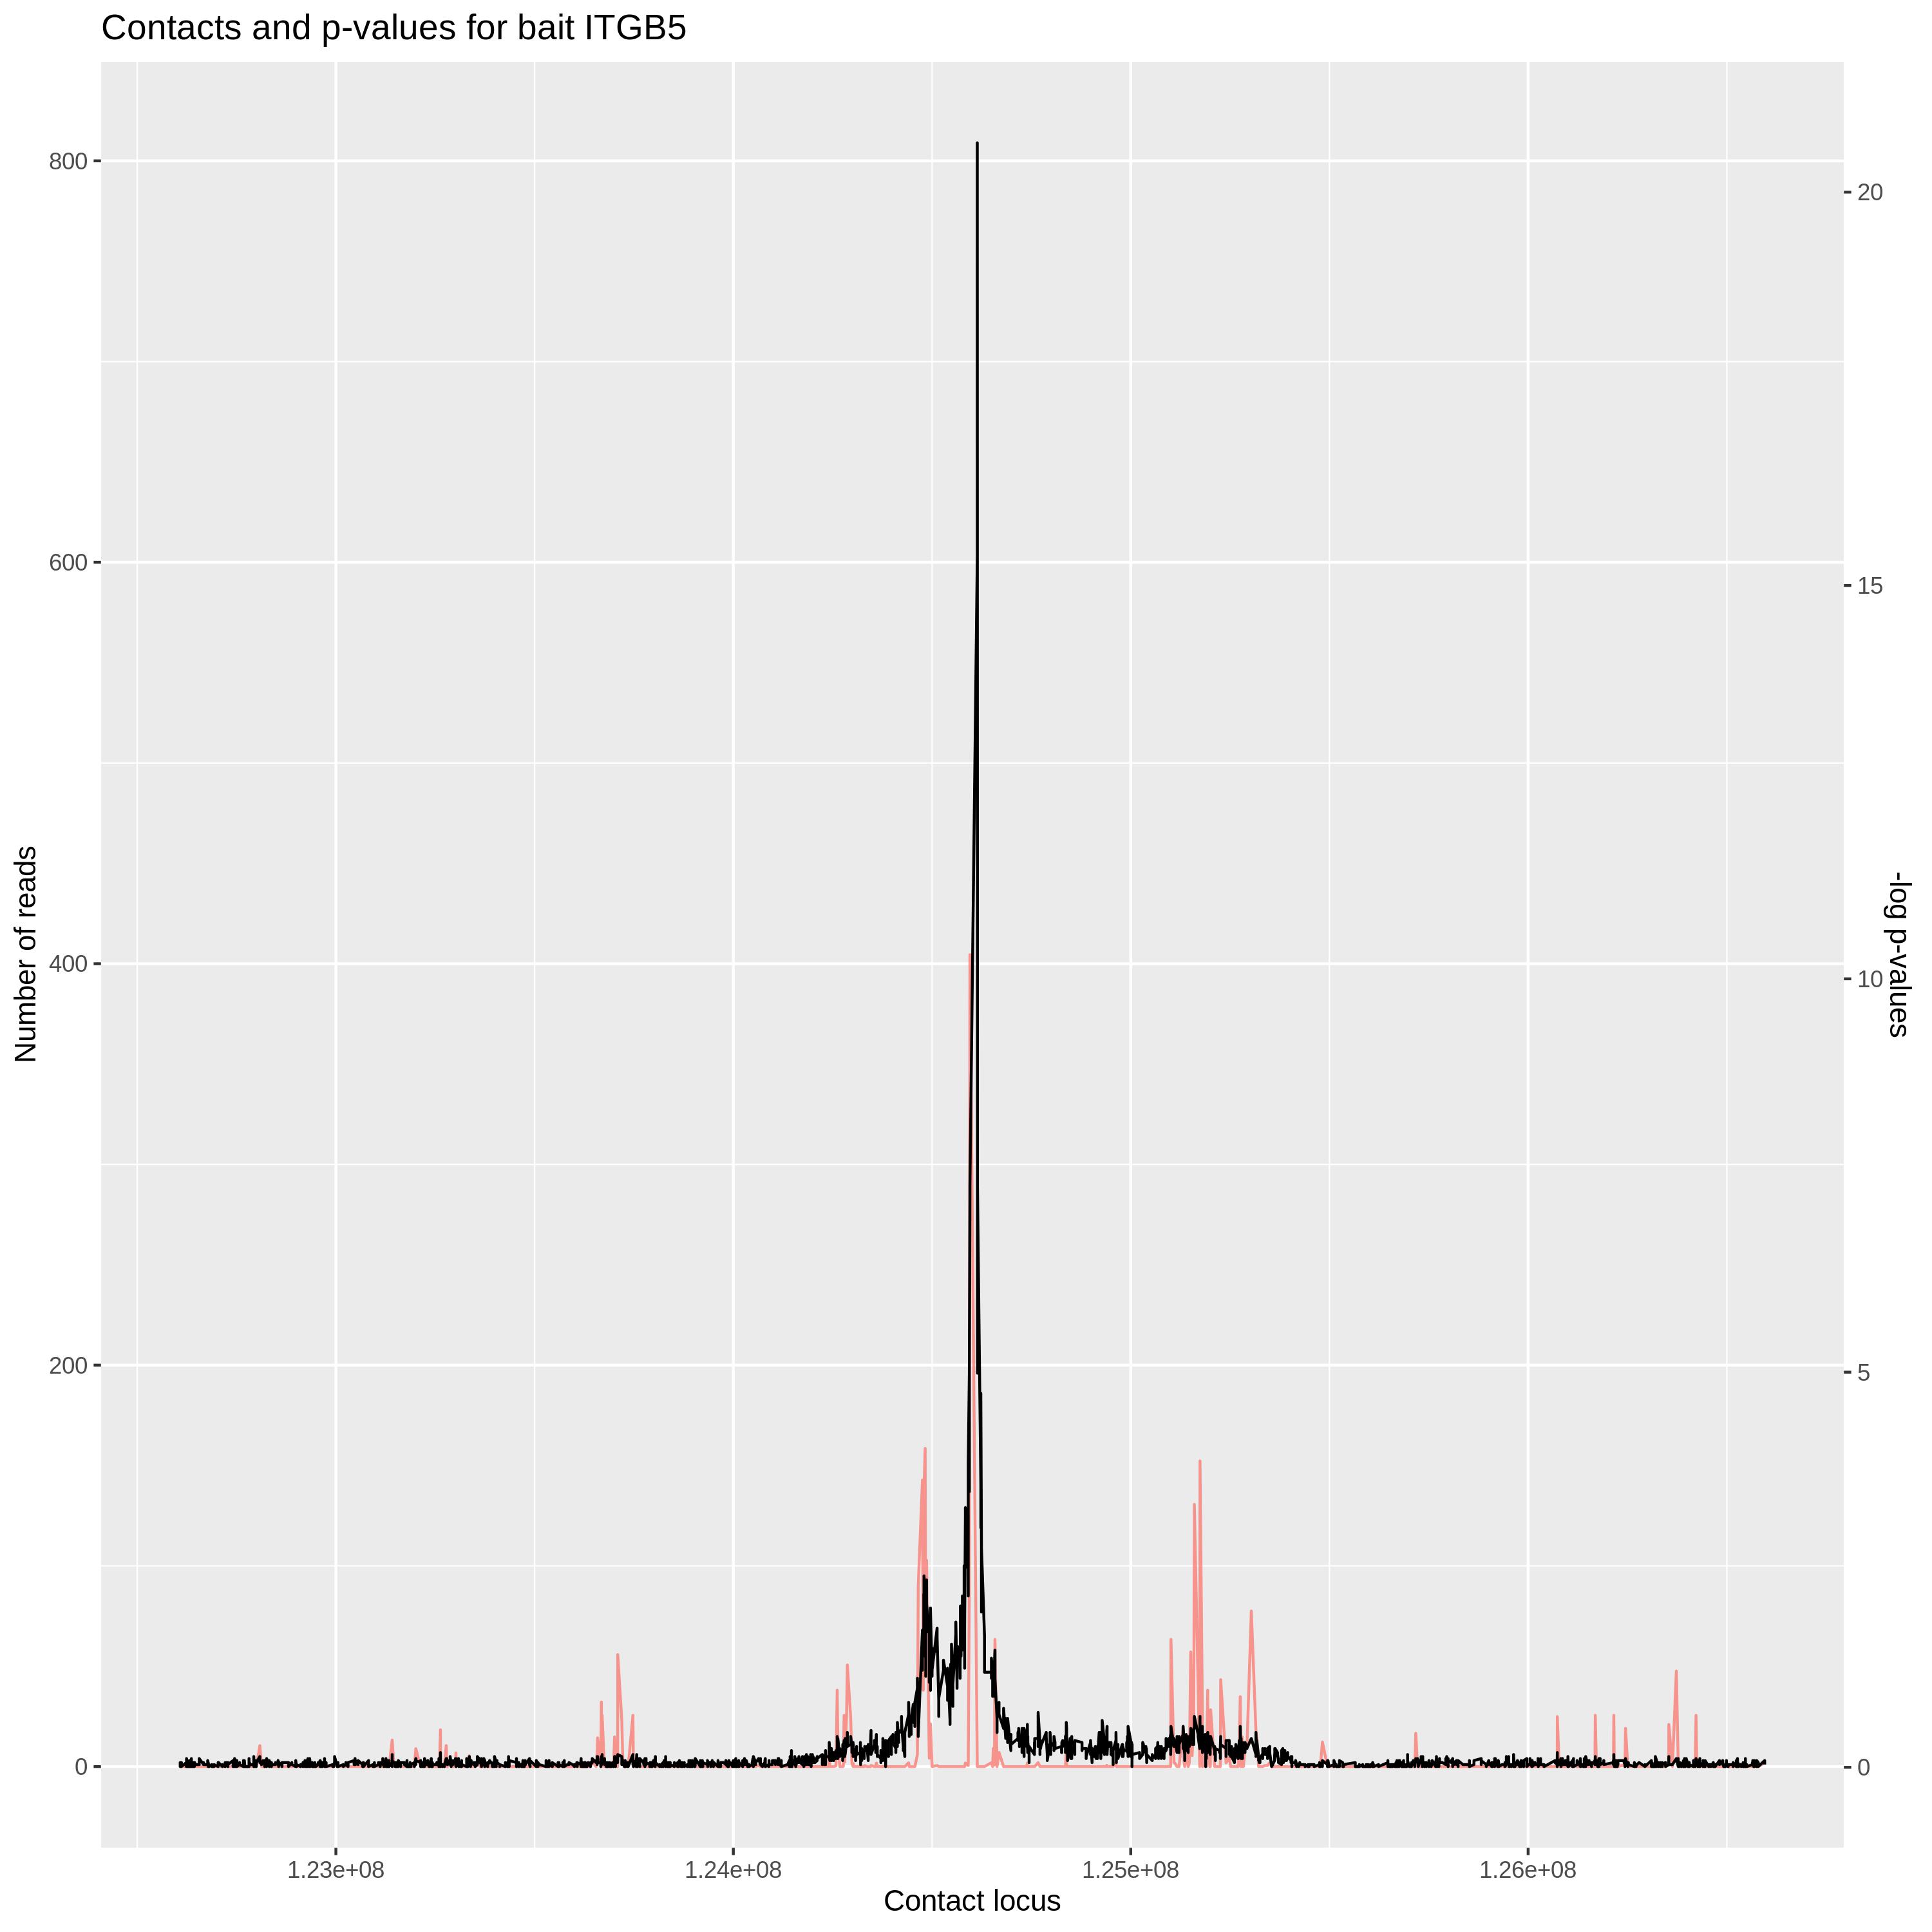 Contacts and p-values for bait ITGB5
800
600
400
200
0
Number of reads
20
15
10
5
0
-log p-values
1.23e+08
1.24e+08
1.25e+08
1.26e+08
Contact locus